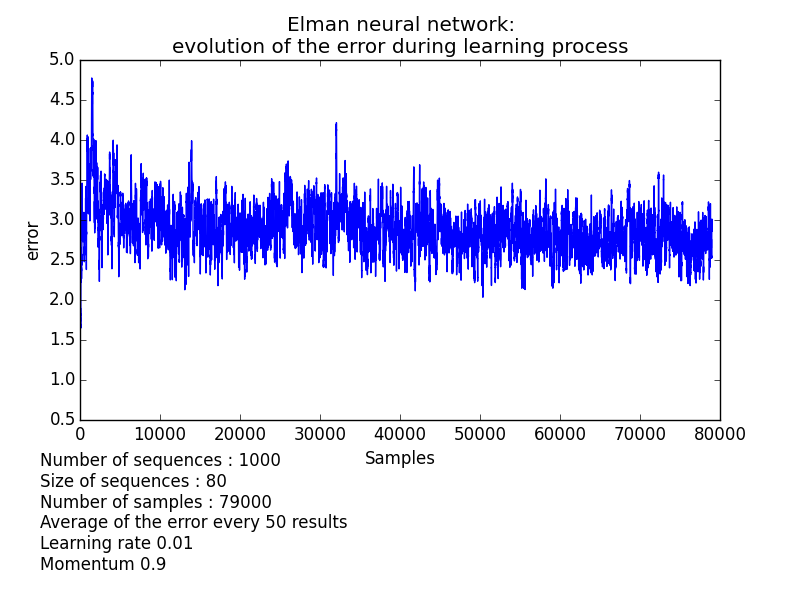 Elman neural network:
evolution of the error during learning process
5.0
4.5
4.0
3.5
3.0
2.5
2.0
1.5
1.0
0.5
error
0 10000 20000 30000 40000 50000 60000 70000 80000
Samples
Number of sequences : 1000
Size of sequences : 80
Number of samples : 79000
Average of the error every 50 results
Learning rate 0.01
Momentum 0.9